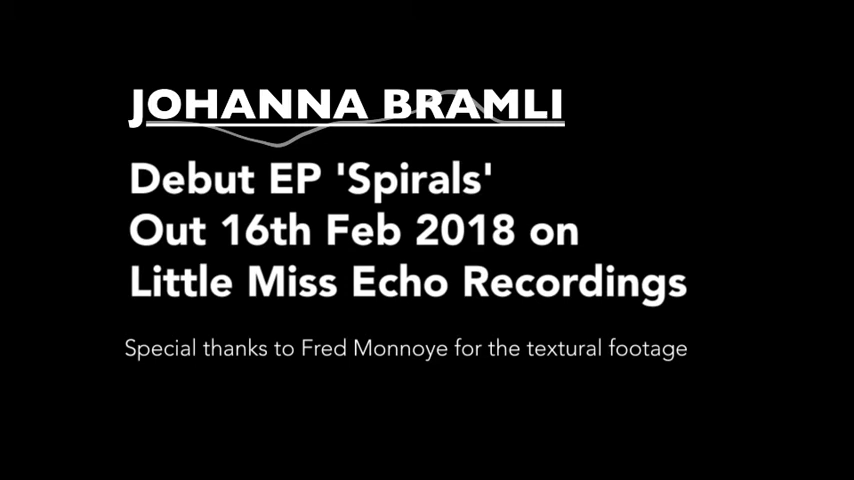 JOHANNA BRAMLI
Debut EP 'Spirals'
Out 16th Feb 2018 on
Little Miss Echo Recordings
Special thanks to Fred Monnoye for the textural footage